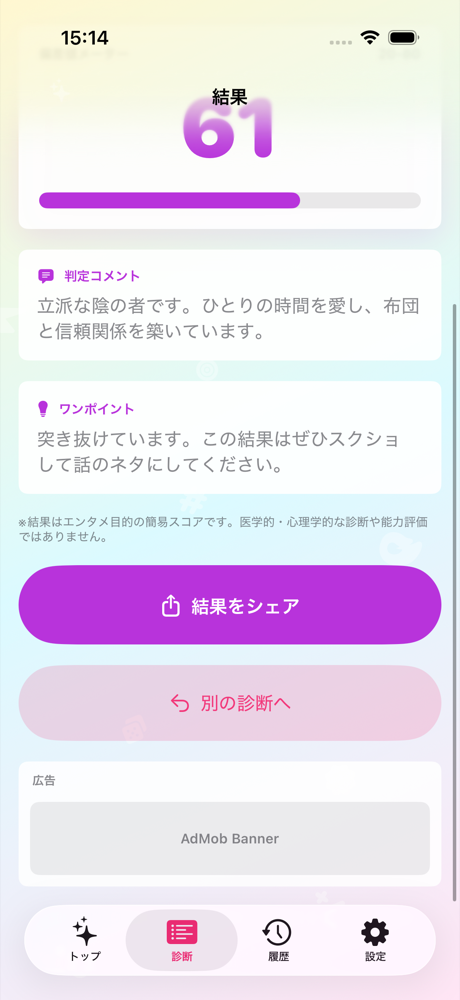 15:14
結果
61
判定コメント
立派な陰の者です。ひとりの時間を愛し、布団
と信頼関係を築いています。
ワンポイント
突き抜けています。この結果はぜひスクショ
して話のネタにしてください。
※結果はエンタメ目的の簡易スコアです。医学的・心理学的な診断や能力評価
ではありません。
結果をシェア
別の診断へ
広告
AdMob Banner
トップ
診断
履歴
設定